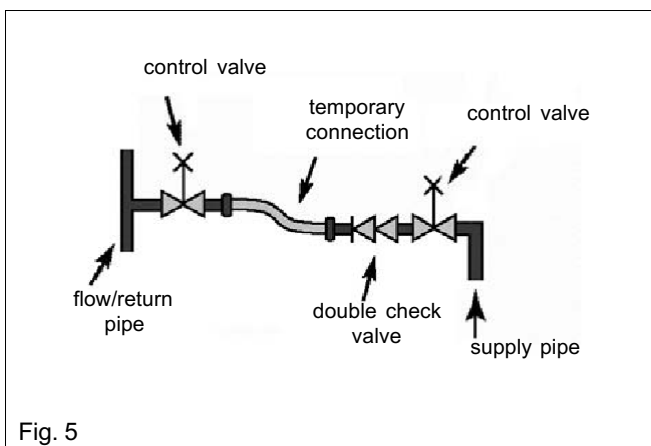 control valve
temporary
connection
control valve
flow/return
pipe
double check
valve
supply pipe
Fig. 5